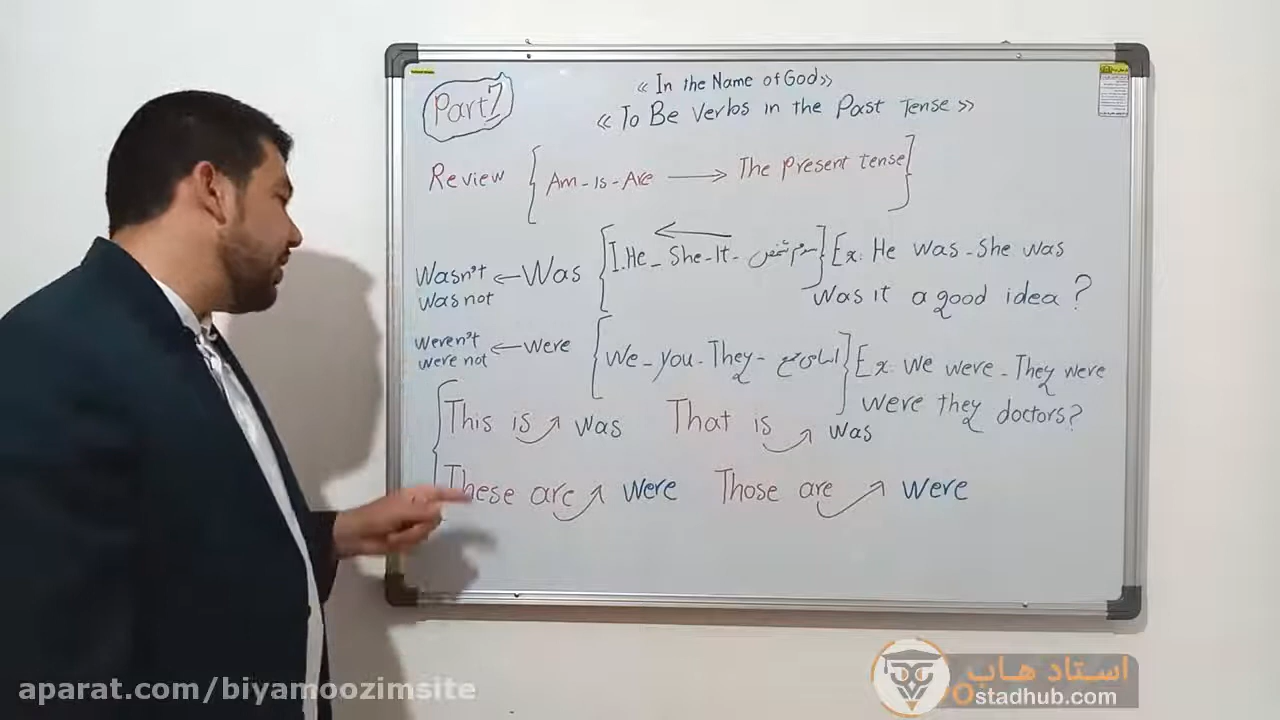 « In the Name of God »
Part 7
« To Be Verbs in the Past Tense »
Review { Am - is - Are → The present tense }
Wasn't
was not ← Was { I. He - She - It - سوم شخص } Ex: He was - She was
Was it a good idea ?
weren't
were not ← were { We - you - They - اسامی جمع } Ex: We were - They were
were they doctors?
This is → was That is → was
These are → were Those are → were
استاد هاب
Ostadhub.com
aparat.com/biyamoozimsite